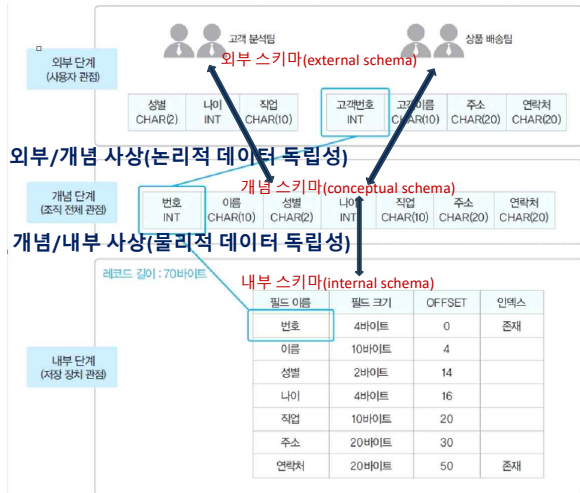 고객 분석팀
상품 배송팀
외부 단계
(사용자 관점)
외부 스키마(external schema)
성별 나이 직업
CHAR(2) INT CHAR(10)
고객번호 고객이름 주소 연락처
INT CHAR(10) CHAR(20) CHAR(20)
외부/개념 사상(논리적 데이터 독립성)
개념 단계
(조직 전체 관점)
개념 스키마(conceptual schema)
번호 이름 성별 나이 직업 주소 연락처
INT CHAR(10) CHAR(2) INT CHAR(10) CHAR(20) CHAR(20)
개념/내부 사상(물리적 데이터 독립성)
레코드 길이 : 70바이트
내부 스키마(internal schema)
내부 단계
(저장 장치 관점)
필드 이름 필드 크기 OFFSET 인덱스
번호 4바이트 0 존재
이름 10바이트 4
성별 2바이트 14
나이 4바이트 16
직업 10바이트 20
주소 20바이트 30
연락처 20바이트 50 존재